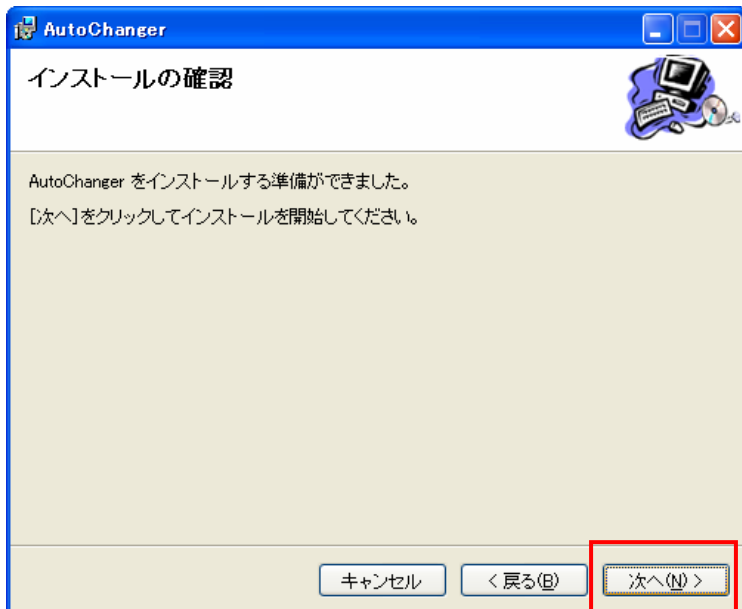 AutoChanger
インストールの確認
AutoChanger をインストールする準備ができました。
[次へ]をクリックしてインストールを開始してください。
キャンセル
< 戻る(B)
次へ(N) >